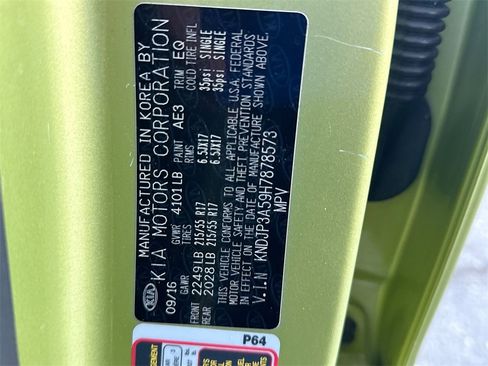 MANUFACTURED IN KOREA BY
KIA MOTORS CORPORATION
KIA
09/16 GVWR 4101LB PAINT AE3 TRIM EQ
GAWR TIRES RIMS COLD TIRE INFL
FRONT 2249LB 215/55 R17 6.5JX17 35psi SINGLE
REAR 2028LB 215/55 R17 6.5JX17 35psi SINGLE
THIS VEHICLE CONFORMS TO ALL APPLICABLE U.S.A. FEDERAL
MOTOR VEHICLE SAFETY AND THEFT PREVENTION STANDARDS
IN EFFECT ON THE DATE OF MANUFACTURE SHOWN ABOVE.
V.I.N KNDJP3A59H7878573
MPV
P64